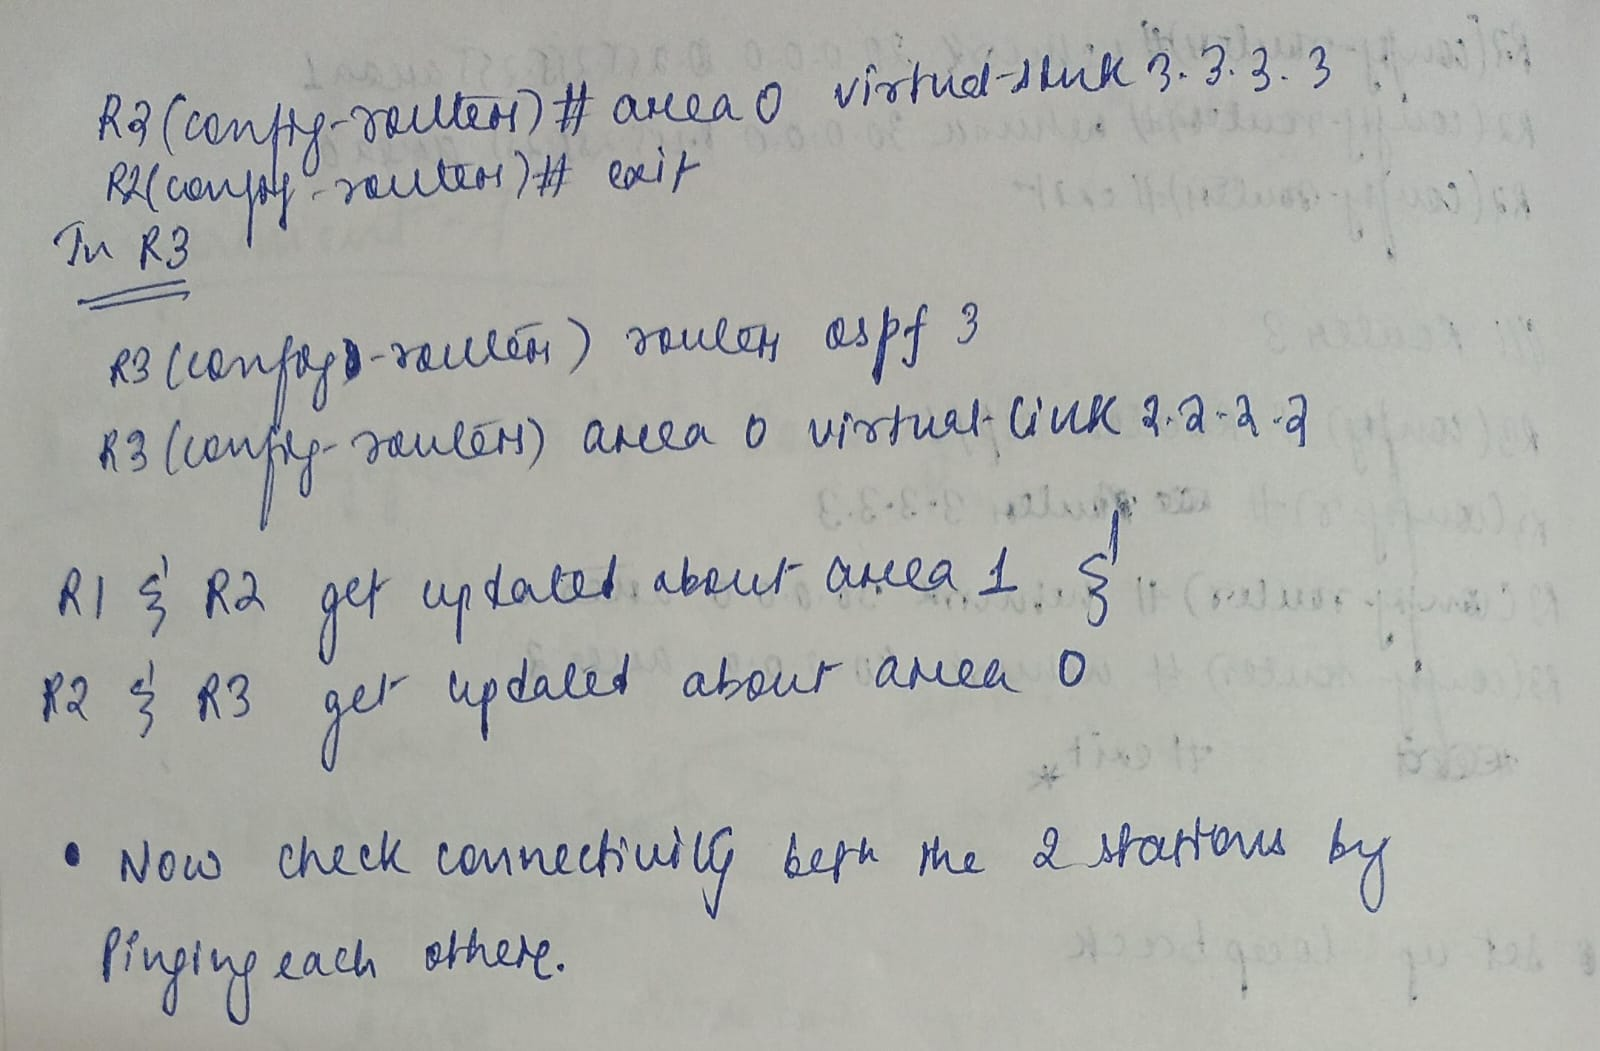 R2(config-router)# area 0 virtual-link 3.3.3.3
R2(config-router)# exit
In R3
R3(config-router) router ospf 3
R3(config-router) area 0 virtual-link 2.2.2.2
R1 & R2 get updated about area 1 &
R2 & R3 get updated about area 0
• Now check connectivity betn the 2 stations by
Pinging each other.